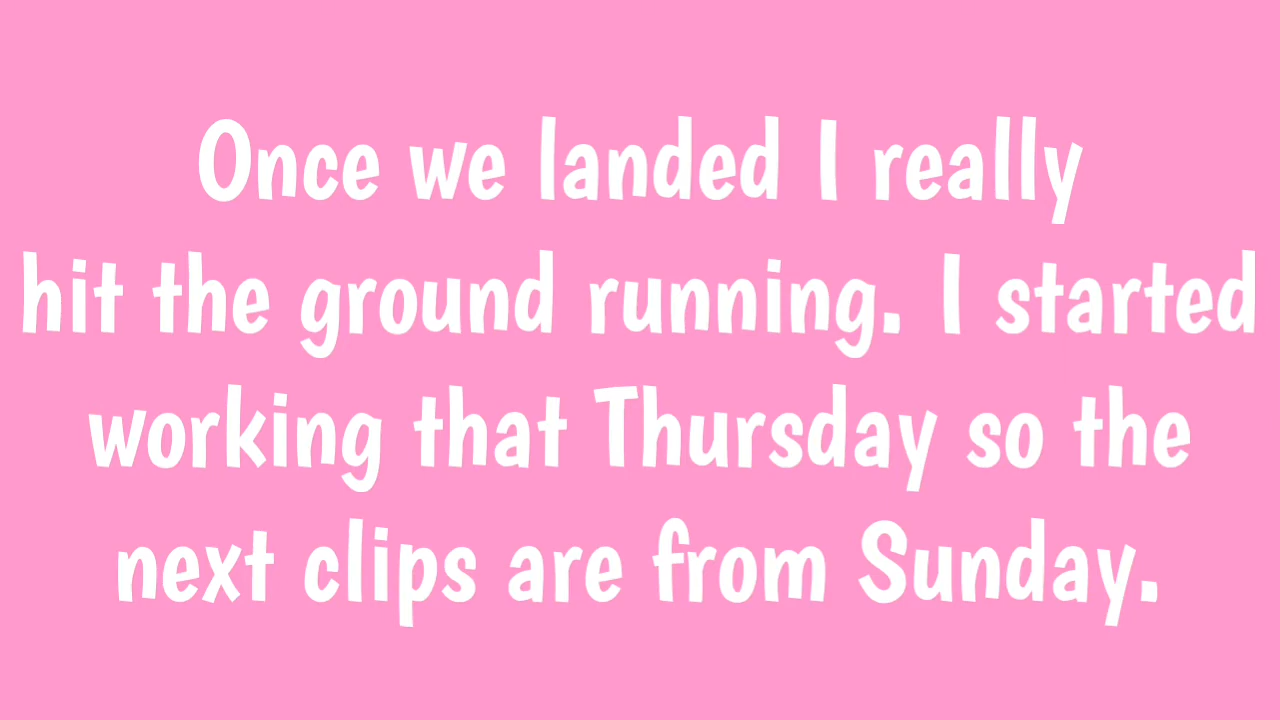 Once we landed I really
hit the ground running. I started
working that Thursday so the
next clips are from Sunday.